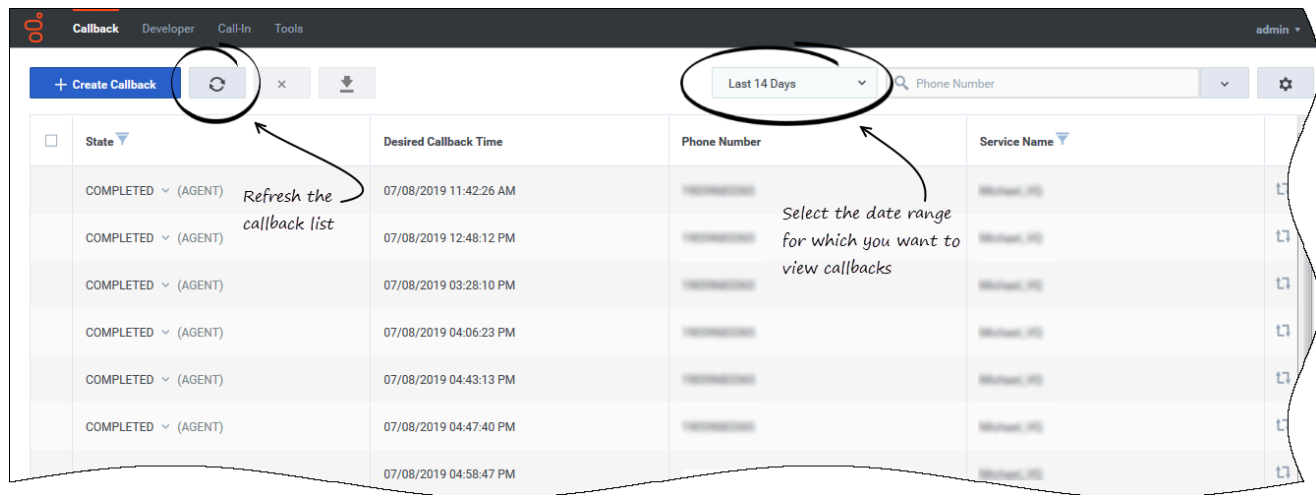 Callback Developer Call-In Tools admin
+ Create Callback Last 14 Days Phone Number
State Desired Callback Time Phone Number Service Name
COMPLETED (AGENT) 07/08/2019 11:42:26 AM
Refresh the
callback list
Select the date range
for which you want to
view callbacks
COMPLETED (AGENT) 07/08/2019 12:48:12 PM
COMPLETED (AGENT) 07/08/2019 03:28:10 PM
COMPLETED (AGENT) 07/08/2019 04:06:23 PM
COMPLETED (AGENT) 07/08/2019 04:43:13 PM
COMPLETED (AGENT) 07/08/2019 04:47:40 PM
07/08/2019 04:58:47 PM